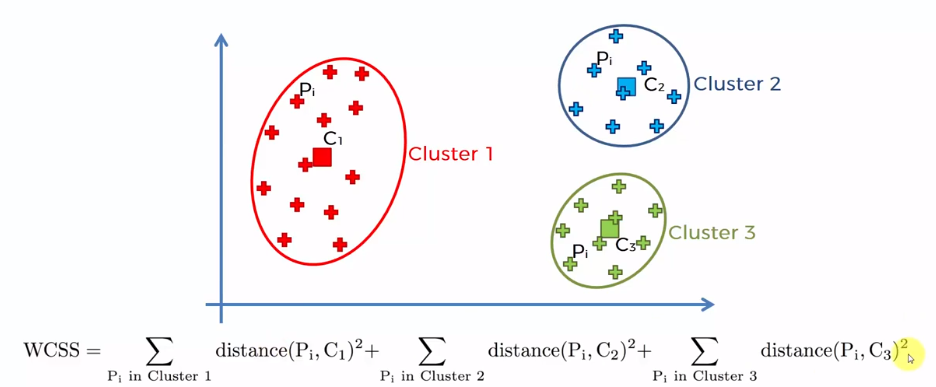 Pi
Pi
C2
Cluster 2
C1
Cluster 1
Cluster 3
C3
Pi
WCSS = ∑ distance(Pi, C1)²+ ∑ distance(Pi, C2)²+ ∑ distance(Pi, C3)²
Pi in Cluster 1 Pi in Cluster 2 Pi in Cluster 3